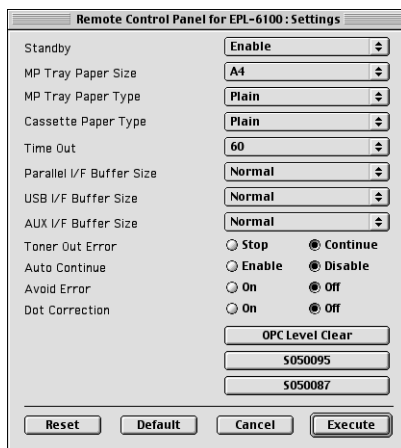 Remote Control Panel for EPL-6100 : Settings
Standby Enable
MP Tray Paper Size A4
MP Tray Paper Type Plain
Cassette Paper Type Plain
Time Out 60
Parallel I/F Buffer Size Normal
USB I/F Buffer Size Normal
AUX I/F Buffer Size Normal
Toner Out Error Stop Continue
Auto Continue Enable Disable
Avoid Error On Off
Dot Correction On Off
OPC Level Clear
S050095
S050087
Reset Default Cancel Execute